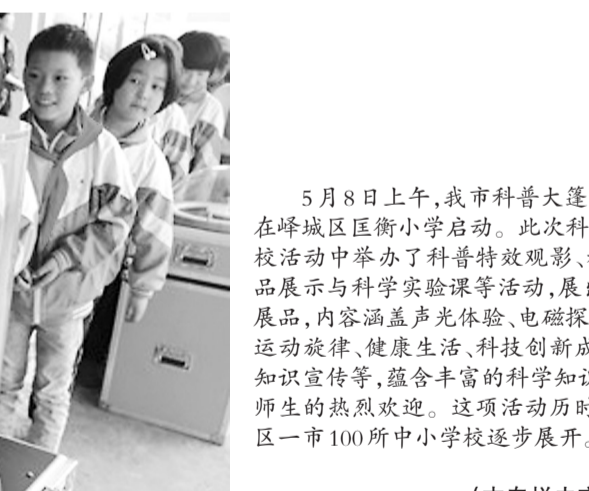 5月8日上午,我市科普大篷
在峄城区匡衡小学启动。此次科
校活动中举办了科普特效观影、
品展示与科学实验课等活动,展
展品,内容涵盖声光体验、电磁探
运动旋律、健康生活、科技创新成
知识宣传等,蕴含丰富的科学知识
师生的热烈欢迎。这项活动历时
区一市100所中小学校逐步展开。